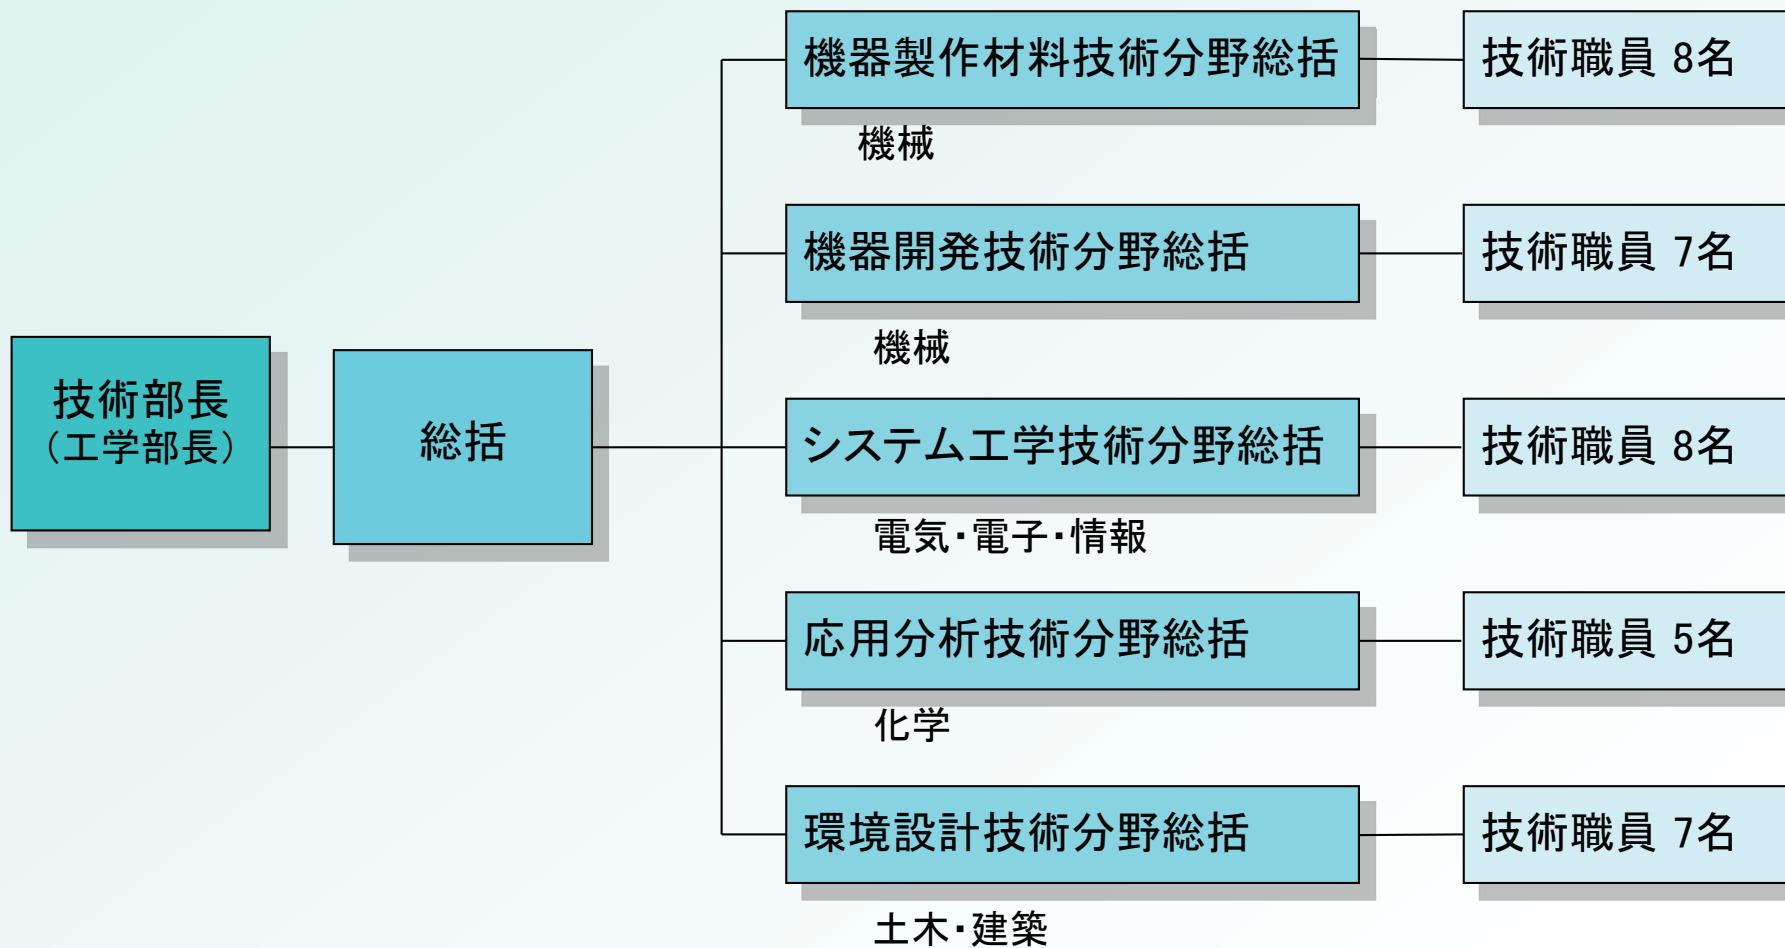 技術部長
(工学部長)
総括
機器製作材料技術分野総括
技術職員 8名
機械
機器開発技術分野総括
技術職員 7名
機械
システム工学技術分野総括
技術職員 8名
電気・電子・情報
応用分析技術分野総括
技術職員 5名
化学
環境設計技術分野総括
技術職員 7名
土木・建築